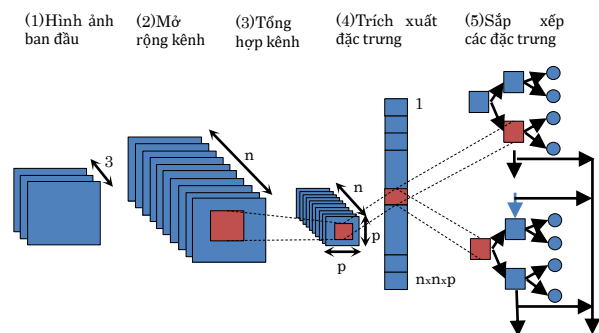 (1)Hình ảnh
ban đầu
(2)Mở
rộng kênh
(3)Tổng
hợp kênh
(4)Trích xuất
đặc trưng
(5)Sắp xếp
các đặc trưng
3
n
n
p
p
1
nxnxp